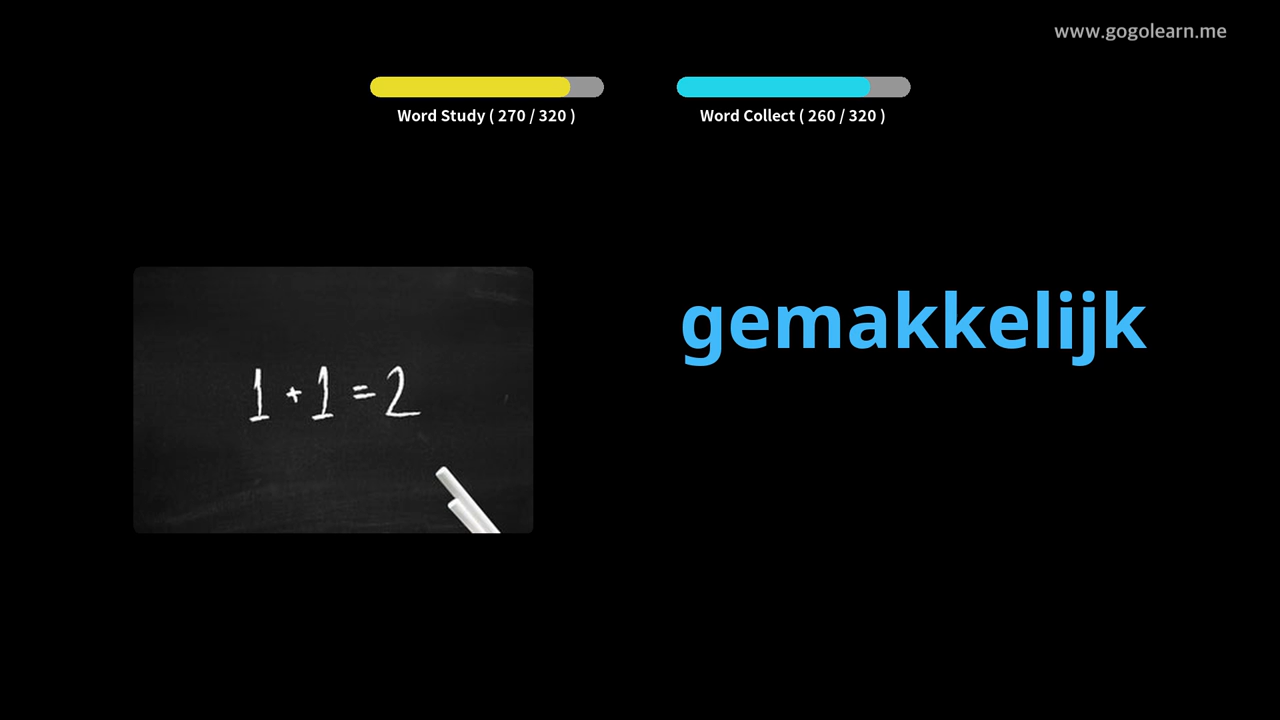 www.gogolearn.me
Word Study ( 270 / 320 )
Word Collect ( 260 / 320 )
gemakkelijk
1 + 1 = 2